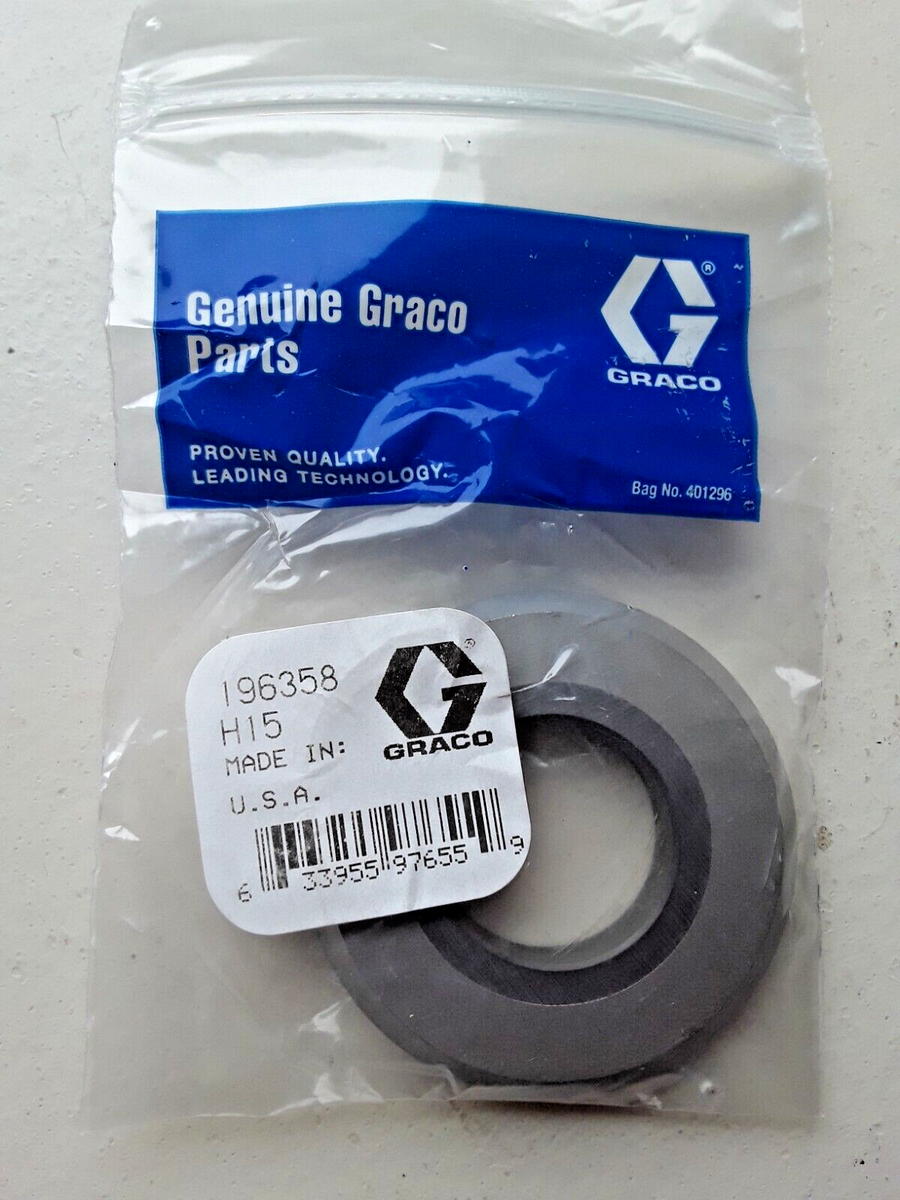 Genuine Graco
Parts
®
GRACO
PROVEN QUALITY.
LEADING TECHNOLOGY.
Bag No. 401296
196358
H15
MADE IN:
U.S.A.
®
GRACO
6 33955 97655 9